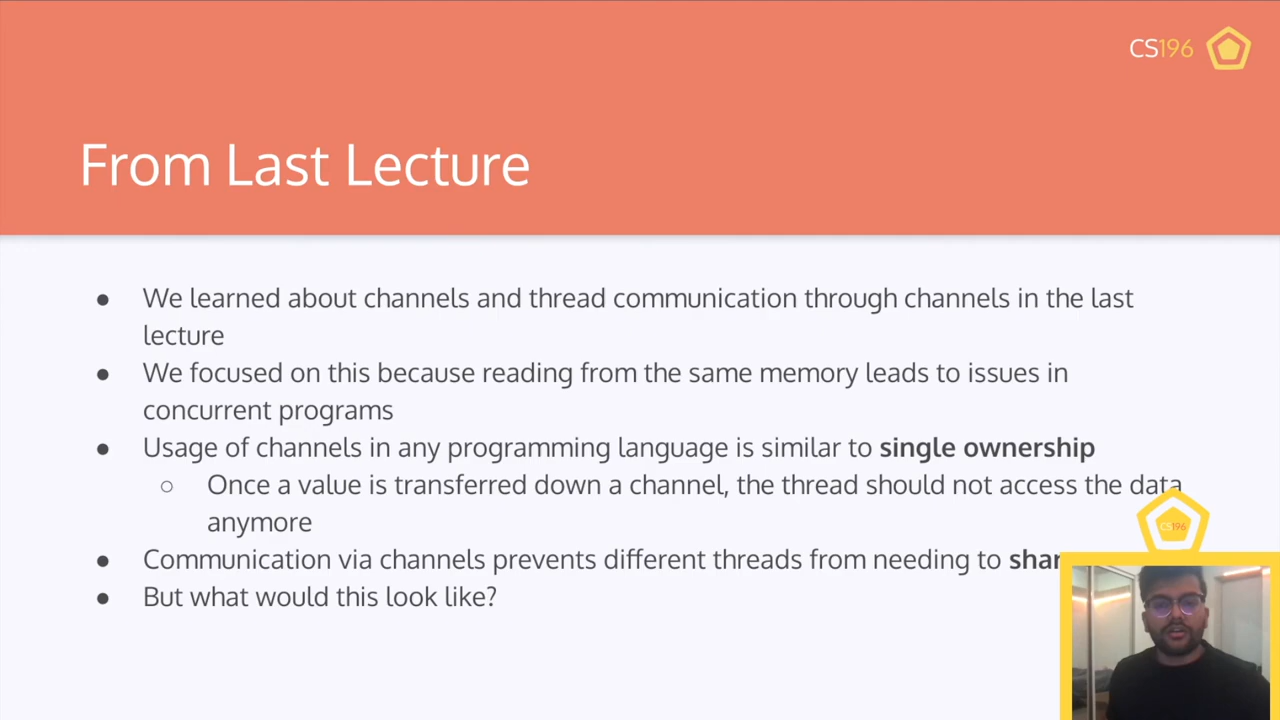 CS196
From Last Lecture
● We learned about channels and thread communication through channels in the last
lecture
● We focused on this because reading from the same memory leads to issues in
concurrent programs
● Usage of channels in any programming language is similar to single ownership
○ Once a value is transferred down a channel, the thread should not access the data
anymore
CS196
● Communication via channels prevents different threads from needing to
● But what would this look like?